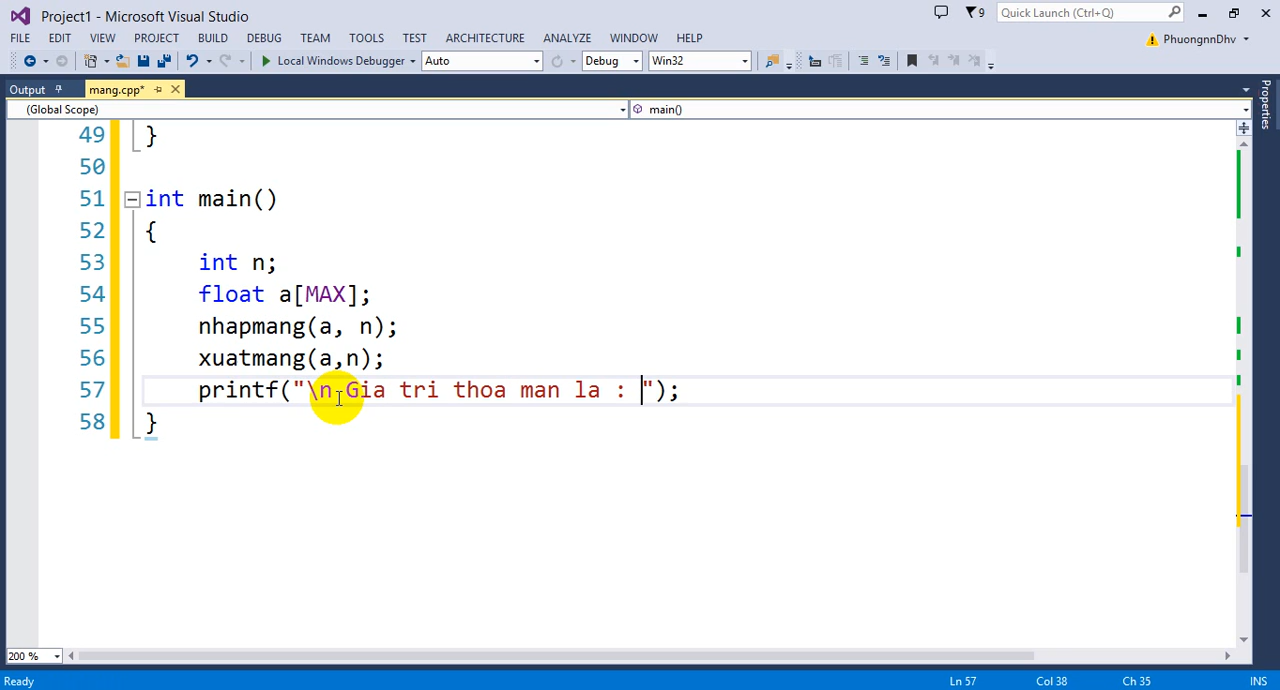 Project1 - Microsoft Visual Studio
9
Quick Launch (Ctrl+Q)
FILE EDIT VIEW PROJECT BUILD DEBUG TEAM TOOLS TEST ARCHITECTURE ANALYZE WINDOW HELP
PhuongnnDhv
Local Windows Debugger Auto Debug Win32
Output mang.cpp*
Properties
(Global Scope) main()
49 }
50
51 int main()
52 {
53 int n;
54 float a[MAX];
55 nhapmang(a, n);
56 xuatmang(a,n);
57 printf("\n Gia tri thoa man la : ");
58 }
200 %
Ready Ln 57 Col 38 Ch 35 INS